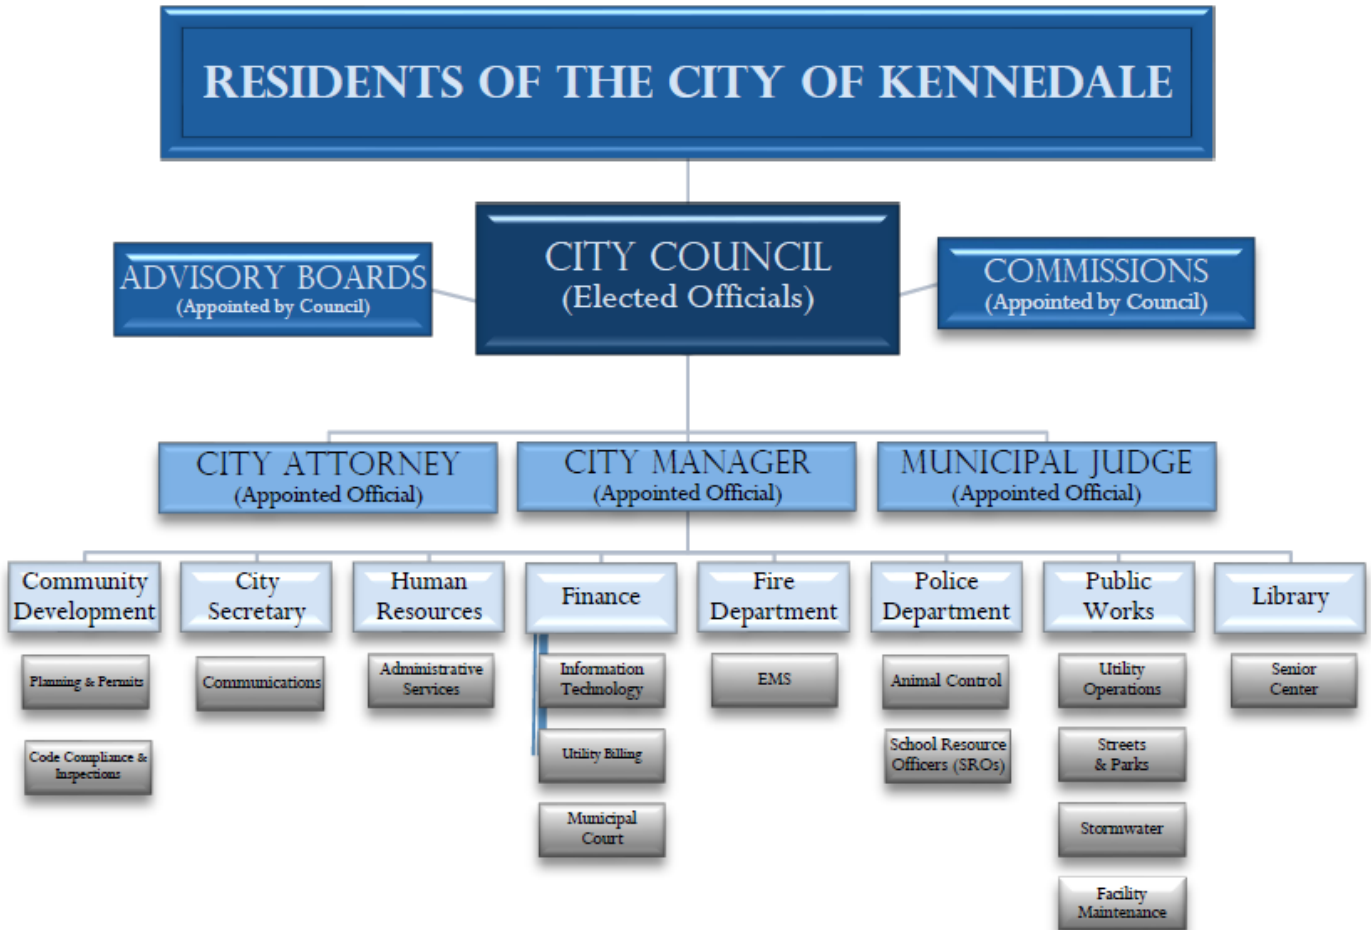 RESIDENTS OF THE CITY OF KENNEDALE
CITY COUNCIL
(Elected Officials)
ADVISORY BOARDS
(Appointed by Council)
COMMISSIONS
(Appointed by Council)
CITY ATTORNEY
(Appointed Official)
CITY MANAGER
(Appointed Official)
MUNICIPAL JUDGE
(Appointed Official)
Community
Development
City
Secretary
Human
Resources
Finance
Fire
Department
Police
Department
Public
Works
Library
Planning & Permits
Code Compliance &
Inspections
Communications
Administrative
Services
Information
Technology
Utility Billing
Municipal
Court
EMS
Animal Control
School Resource
Officers (SROs)
Utility
Operations
Streets
& Parks
Stormwater
Facility
Maintenance
Senior
Center